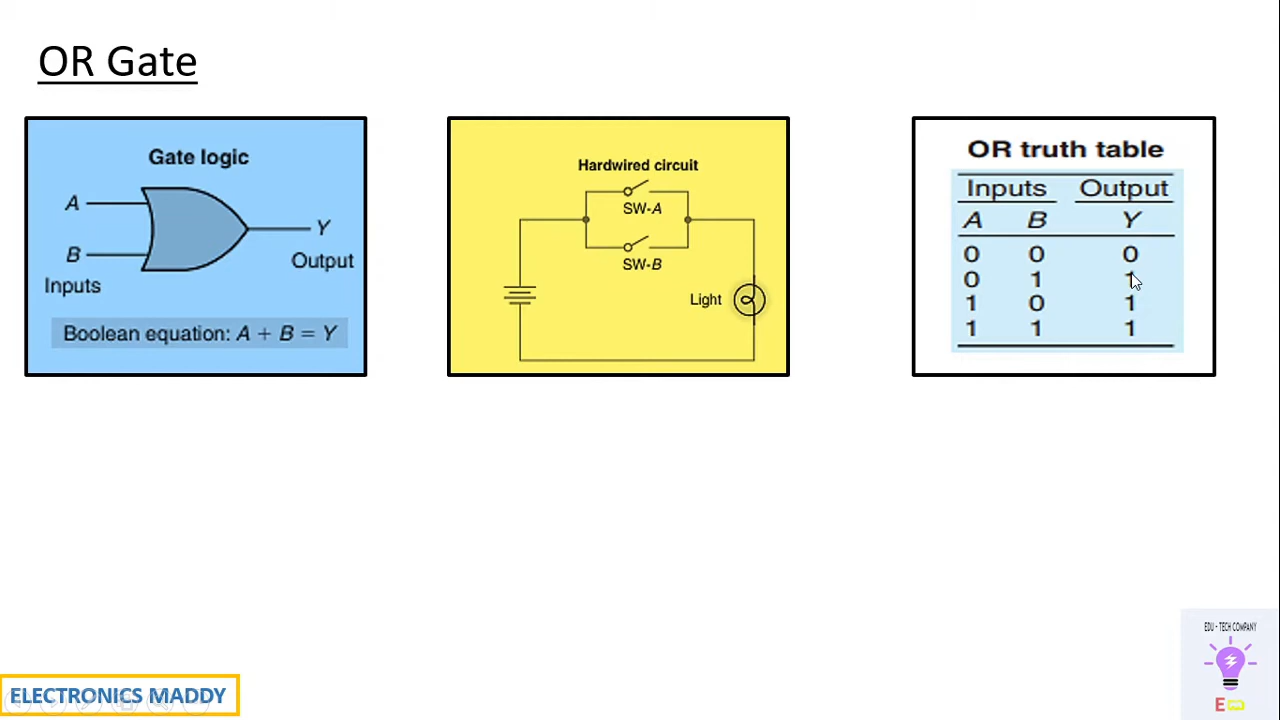 OR Gate
Gate logic
A
Y
B
Output
Inputs
Boolean equation: A + B = Y
Hardwired circuit
SW-A
SW-B
Light
OR truth table
Inputs Output
A B Y
0 0 0
0 1 1
1 0 1
1 1 1
EDU - TECH COMPANY
E
ELECTRONICS MADDY